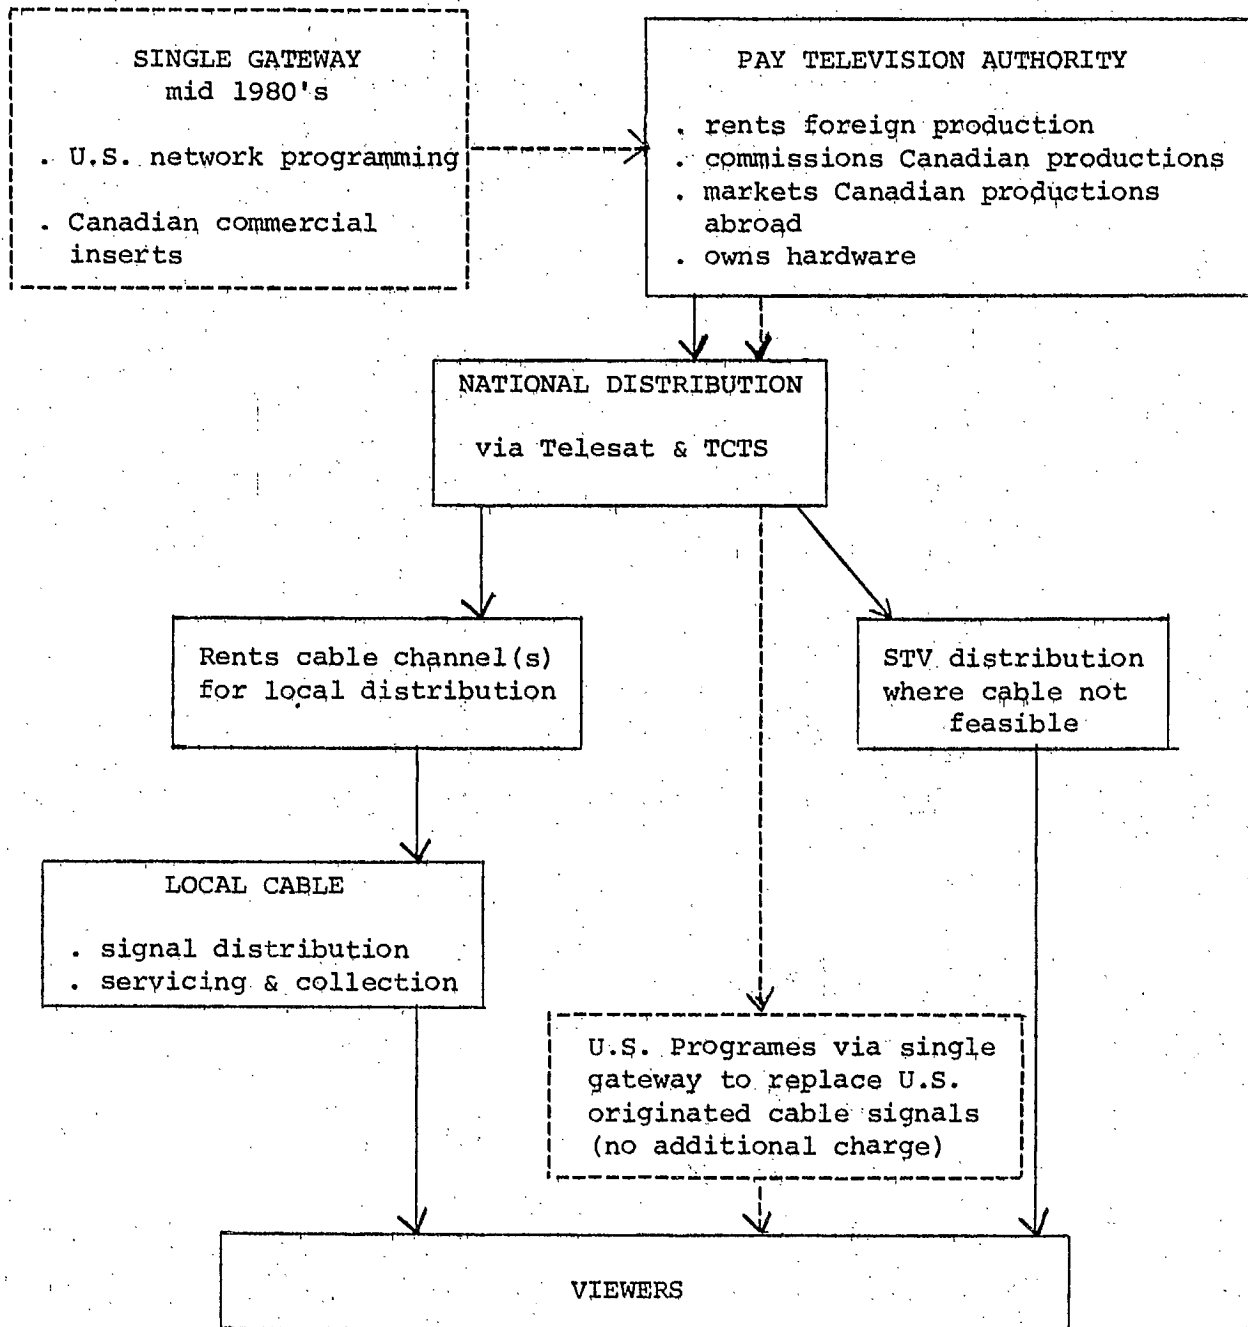 SINGLE GATEWAY
mid 1980's
. U.S. network programming
. Canadian commercial
inserts
PAY TELEVISION AUTHORITY
. rents foreign production
. commissions Canadian productions
. markets Canadian productions
abroad
. owns hardware
NATIONAL DISTRIBUTION
via Telesat & TCTS
Rents cable channel(s)
for local distribution
STV distribution
where cable not
feasible
LOCAL CABLE
. signal distribution
. servicing & collection
U.S. Programes via single
gateway to replace U.S.
originated cable signals
(no additional charge)
VIEWERS